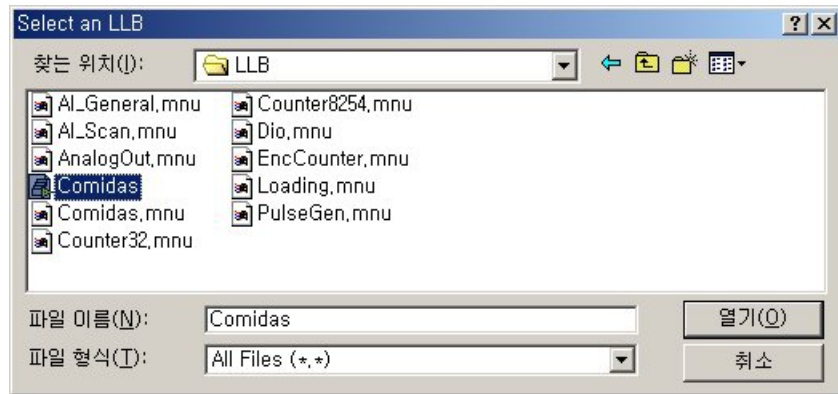 Select an LLB
찾는 위치(I): LLB
AI_General.mnu
AI_Scan.mnu
AnalogOut.mnu
Comidas
Comidas.mnu
Counter32.mnu
Counter8254.mnu
Dio.mnu
EncCounter.mnu
Loading.mnu
PulseGen.mnu
파일 이름(N): Comidas 열기(O)
파일 형식(T): All Files (*.*) 취소